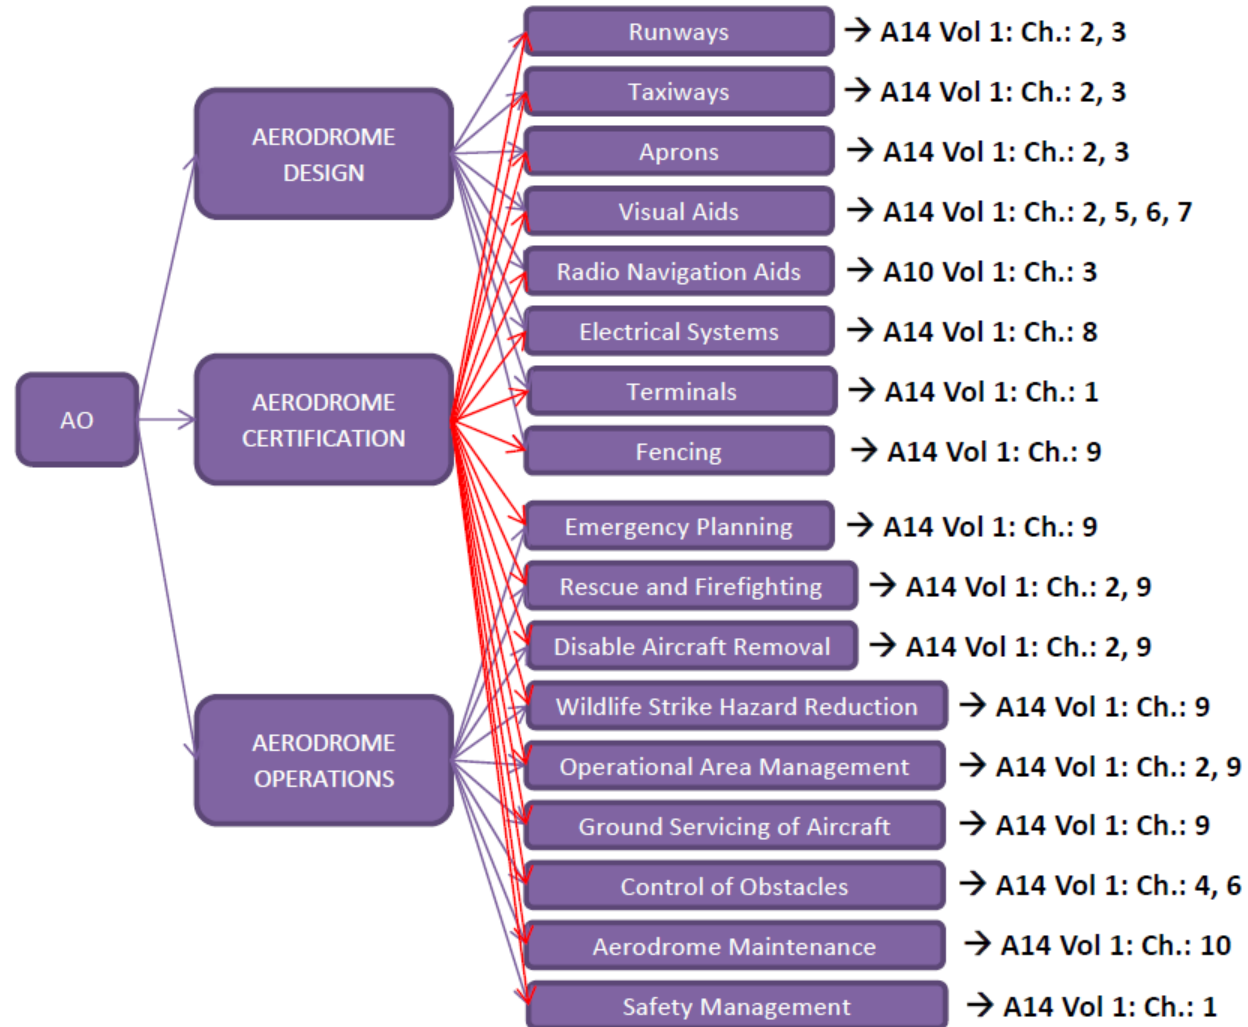 Runways → A14 Vol 1: Ch.: 2, 3
Taxiways → A14 Vol 1: Ch.: 2, 3
AERODROME
DESIGN
Aprons → A14 Vol 1: Ch.: 2, 3
Visual Aids → A14 Vol 1: Ch.: 2, 5, 6, 7
Radio Navigation Aids → A10 Vol 1: Ch.: 3
Electrical Systems → A14 Vol 1: Ch.: 8
AO
AERODROME
CERTIFICATION
Terminals → A14 Vol 1: Ch.: 1
Fencing → A14 Vol 1: Ch.: 9
Emergency Planning → A14 Vol 1: Ch.: 9
Rescue and Firefighting → A14 Vol 1: Ch.: 2, 9
Disable Aircraft Removal → A14 Vol 1: Ch.: 2, 9
Wildlife Strike Hazard Reduction → A14 Vol 1: Ch.: 9
AERODROME
OPERATIONS
Operational Area Management → A14 Vol 1: Ch.: 2, 9
Ground Servicing of Aircraft → A14 Vol 1: Ch.: 9
Control of Obstacles → A14 Vol 1: Ch.: 4, 6
Aerodrome Maintenance → A14 Vol 1: Ch.: 10
Safety Management → A14 Vol 1: Ch.: 1